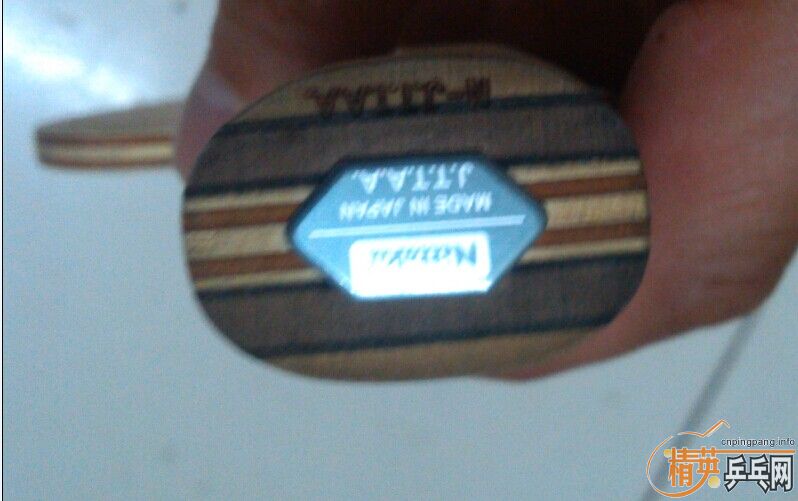 Nittaku
MADE IN JAPAN
J.T.T.A.A.
N-J.T.T.A.A.
cnpingpang.info
精英乒乓网